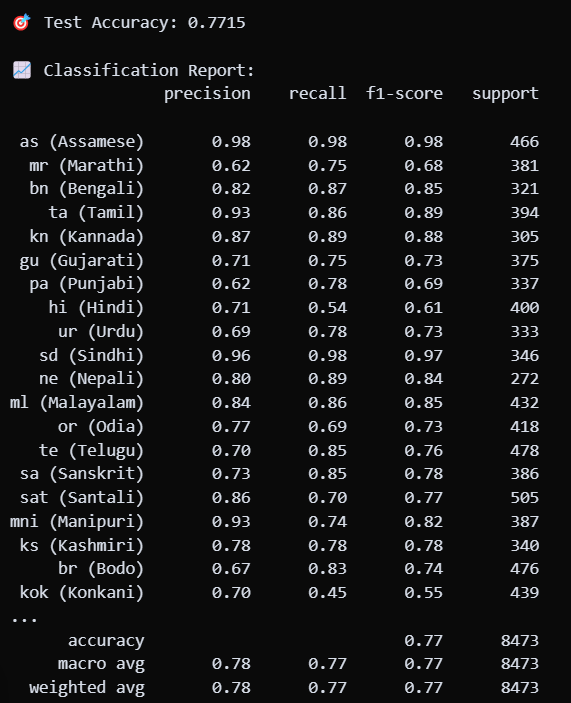 🎯 Test Accuracy: 0.7715
📈 Classification Report:
precision recall f1-score support
as (Assamese) 0.98 0.98 0.98 466
mr (Marathi) 0.62 0.75 0.68 381
bn (Bengali) 0.82 0.87 0.85 321
ta (Tamil) 0.93 0.86 0.89 394
kn (Kannada) 0.87 0.89 0.88 305
gu (Gujarati) 0.71 0.75 0.73 375
pa (Punjabi) 0.62 0.78 0.69 337
hi (Hindi) 0.71 0.54 0.61 400
ur (Urdu) 0.69 0.78 0.73 333
sd (Sindhi) 0.96 0.98 0.97 346
ne (Nepali) 0.80 0.89 0.84 272
ml (Malayalam) 0.84 0.86 0.85 432
or (Odia) 0.77 0.69 0.73 418
te (Telugu) 0.70 0.85 0.76 478
sa (Sanskrit) 0.73 0.85 0.78 386
sat (Santali) 0.86 0.70 0.77 505
mni (Manipuri) 0.93 0.74 0.82 387
ks (Kashmiri) 0.78 0.78 0.78 340
br (Bodo) 0.67 0.83 0.74 476
kok (Konkani) 0.70 0.45 0.55 439
...
accuracy 0.77 8473
macro avg 0.78 0.77 0.77 8473
weighted avg 0.78 0.77 0.77 8473